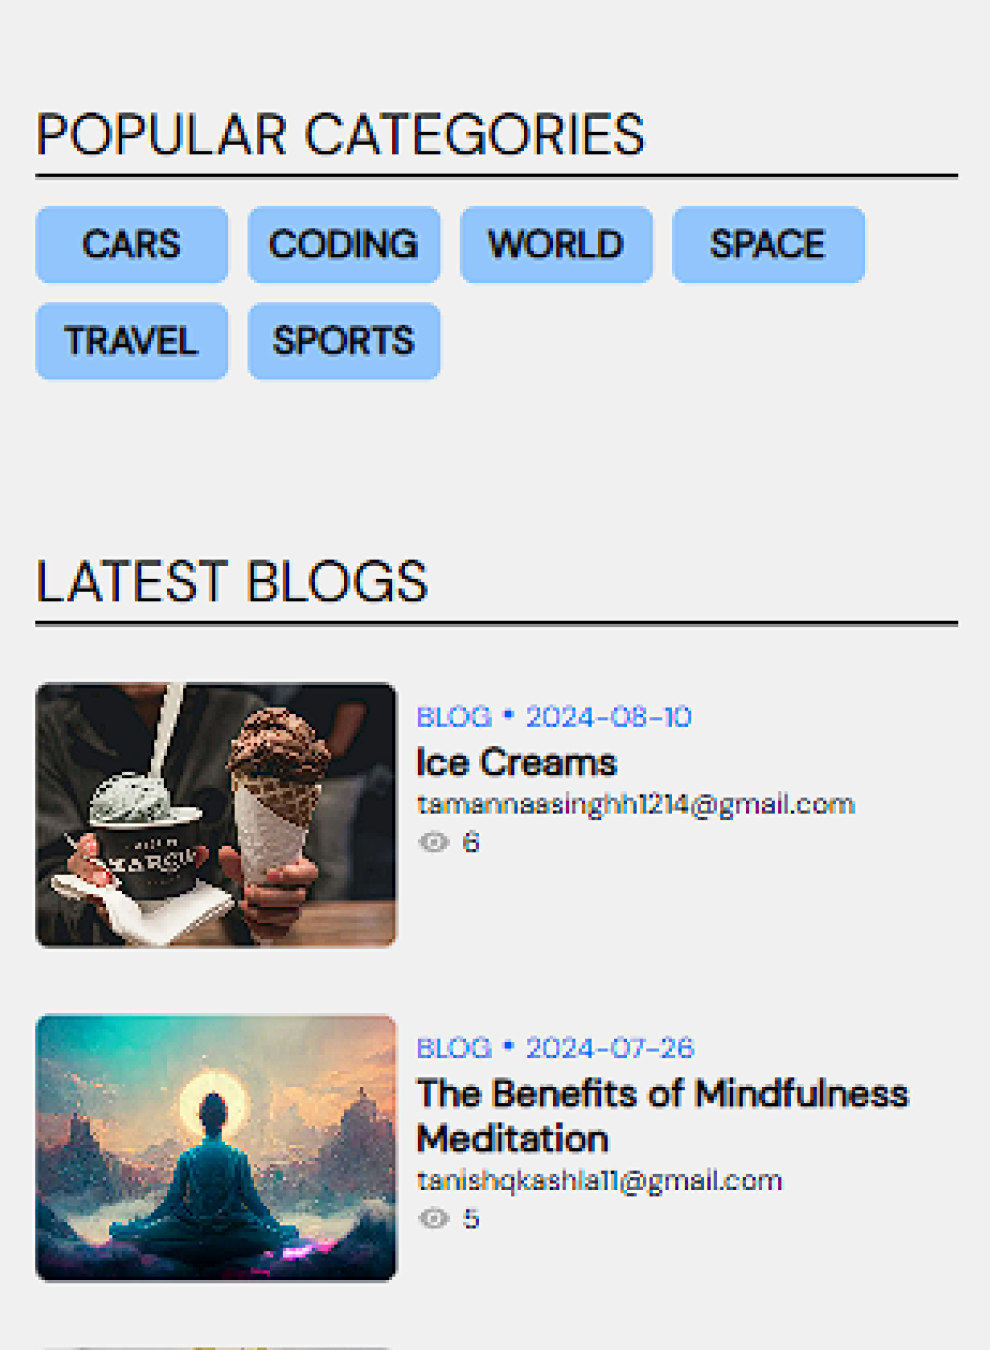 POPULAR CATEGORIES
CARS
CODING
WORLD
SPACE
TRAVEL
SPORTS
LATEST BLOGS
BLOG • 2024-08-10
Ice Creams
tamannaasinghh1214@gmail.com
6
BLOG • 2024-07-26
The Benefits of Mindfulness
Meditation
tanishqkashla11@gmail.com
5